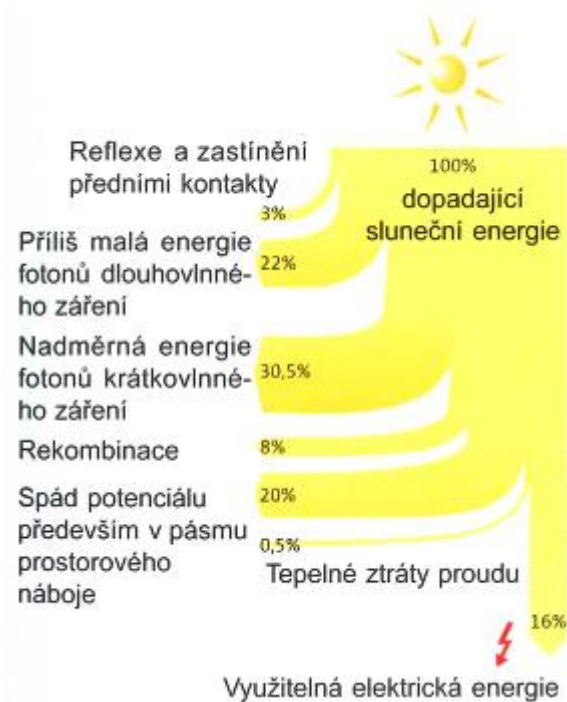 Reflexe a zastínění
předními kontakty
3%
100%
dopadající
sluneční energie
Příliš malá energie
fotonů dlouhovlnné-
ho záření
22%
Nadměrná energie
fotonů krátkovlnné-
ho záření
30,5%
Rekombinace
8%
Spád potenciálu
především v pásmu
prostorového
náboje
20%
0,5%
Tepelné ztráty proudu
16%
Využitelná elektrická energie